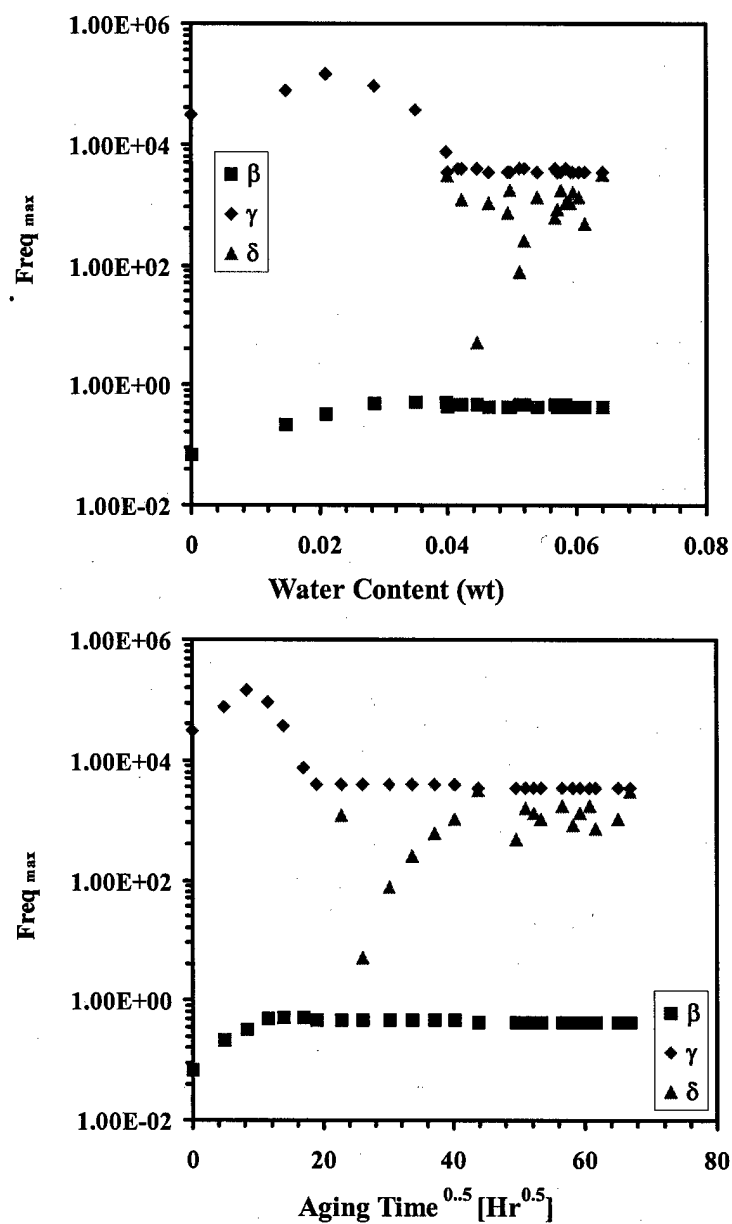 1.00E+06
1.00E+04
β
γ
δ
Freq max
1.00E+02
1.00E+00
1.00E-02
0 0.02 0.04 0.06 0.08
Water Content (wt)
1.00E+06
1.00E+04
Freq max
1.00E+02
1.00E+00
β
γ
δ
1.00E-02
0 20 40 60 80
Aging Time 0..5 [Hr0.5]